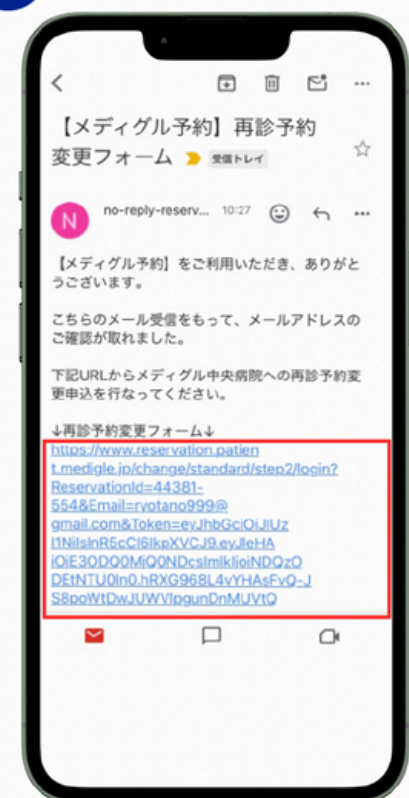 【メディグル予約】再診予約
変更フォーム 受信トレイ
N no-reply-reserv... 10:27
【メディグル予約】をご利用いただき、ありがと
うございます。
こちらのメール受信をもって、メールアドレスの
ご確認が取れました。
下記URLからメディグル中央病院への再診予約変
更申込を行なってください。
↓再診予約変更フォーム↓
https://www.reservation.patien
t.medigle.jp/change/standard/step2/login?
ReservationId=44381-
554&Email=ryotano999@
gmail.com&Token=eyJhbGciOiJIUz
I1NiIsInR5cCI6IkpXVCJ9.eyJleHA
iOjE3ODQ0MjQ0NDcsImlkIjoiNDQzO
DEtNTU0In0.hRXG968L4vYHAsFvQ-J
S8poWtDwJUWVlpgunDnMUVtQ